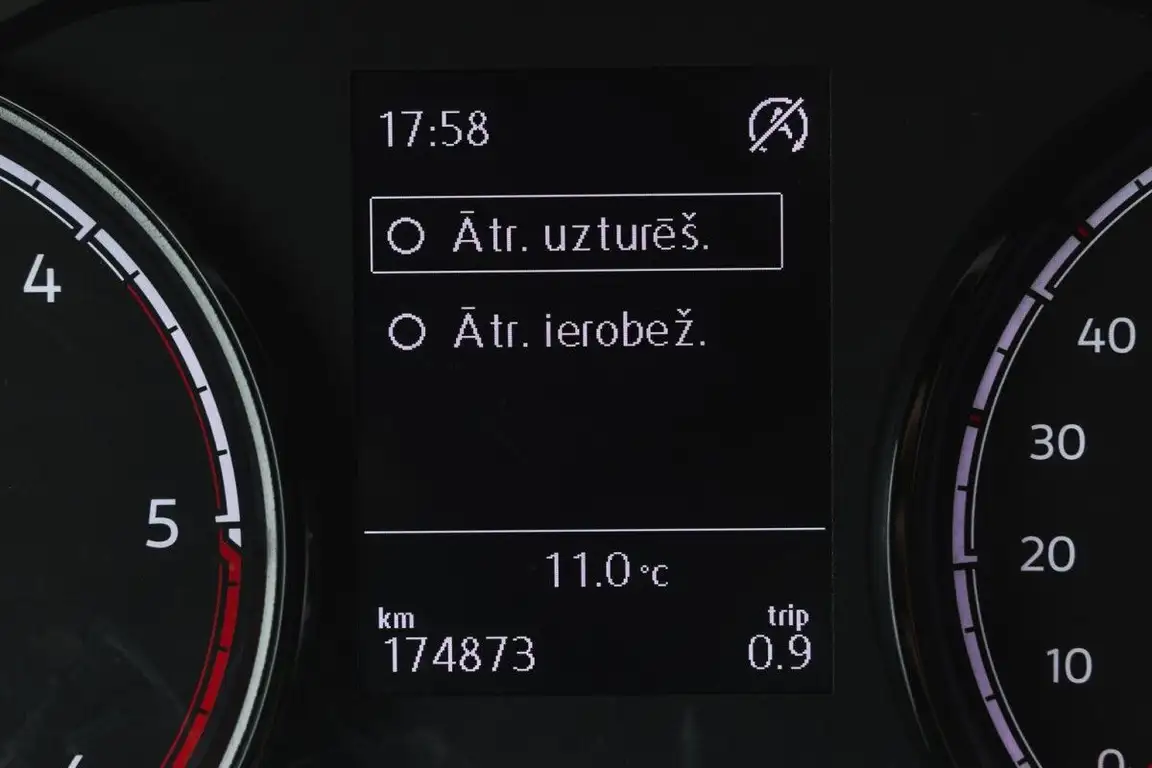 17:58
Ātr. uzturēš.
Ātr. ierobež.
11.0 °C
km
174873
trip
0.9
4
5
40
30
20
10
0